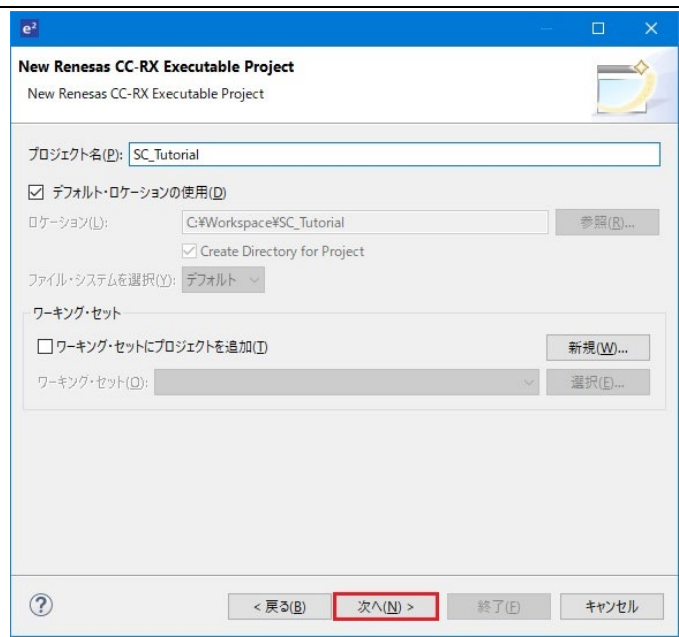 e²
New Renesas CC-RX Executable Project
New Renesas CC-RX Executable Project
プロジェクト名(P): SC_Tutorial
デフォルト・ロケーションの使用(D)
ロケーション(L): C:¥Workspace¥SC_Tutorial 参照(R)...
Create Directory for Project
ファイル・システムを選択(Y): デフォルト
ワーキング・セット
ワーキング・セットにプロジェクトを追加(T) 新規(W)...
ワーキング・セット(O): 選択(E)...
? < 戻る(B) 次へ(N) > 終了(F) キャンセル